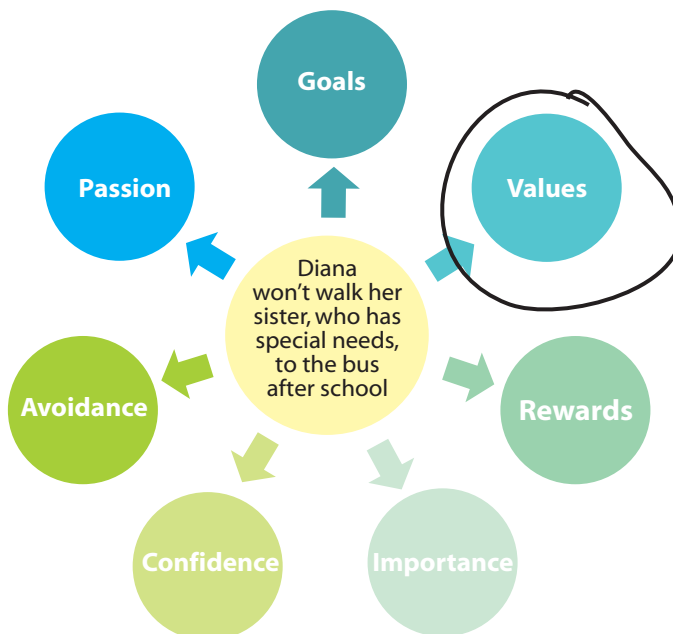 Goals
Passion
Values
Diana
won’t walk her
sister, who has
special needs,
to the bus
after school
Avoidance
Rewards
Confidence
Importance